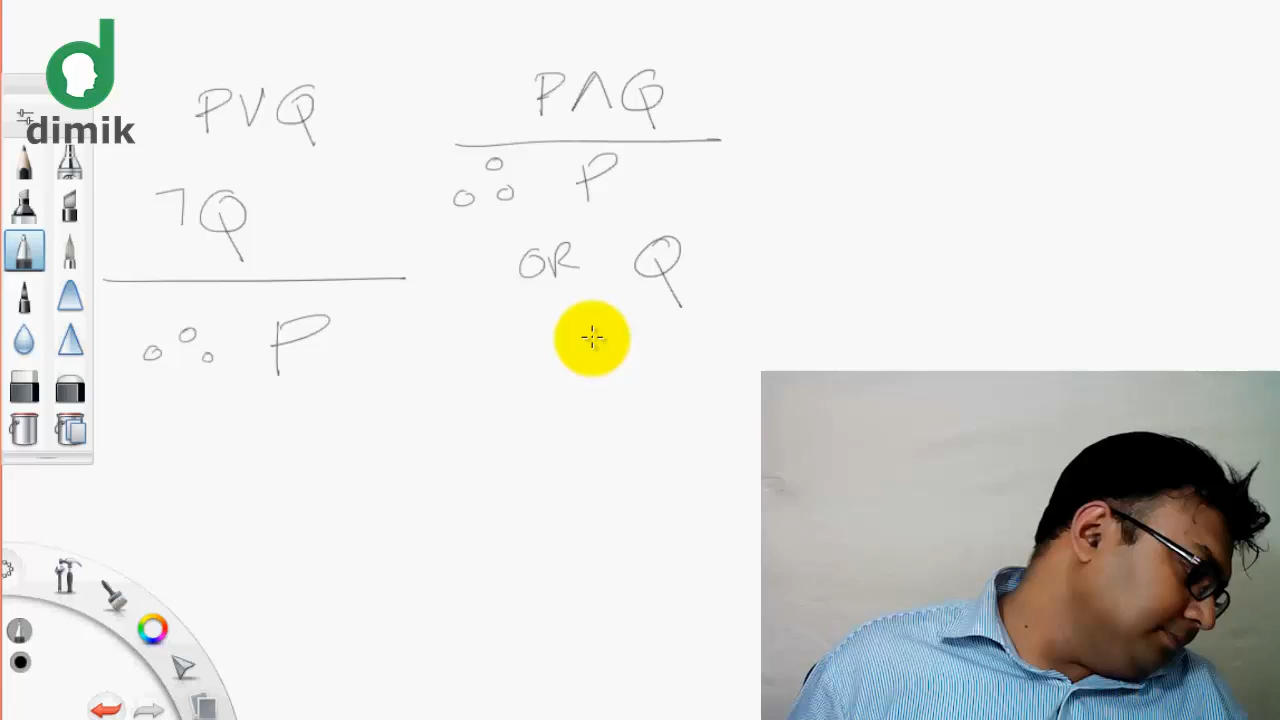 dimik
P∨Q
¬Q
∴ P
P∧Q
∴ P
OR Q